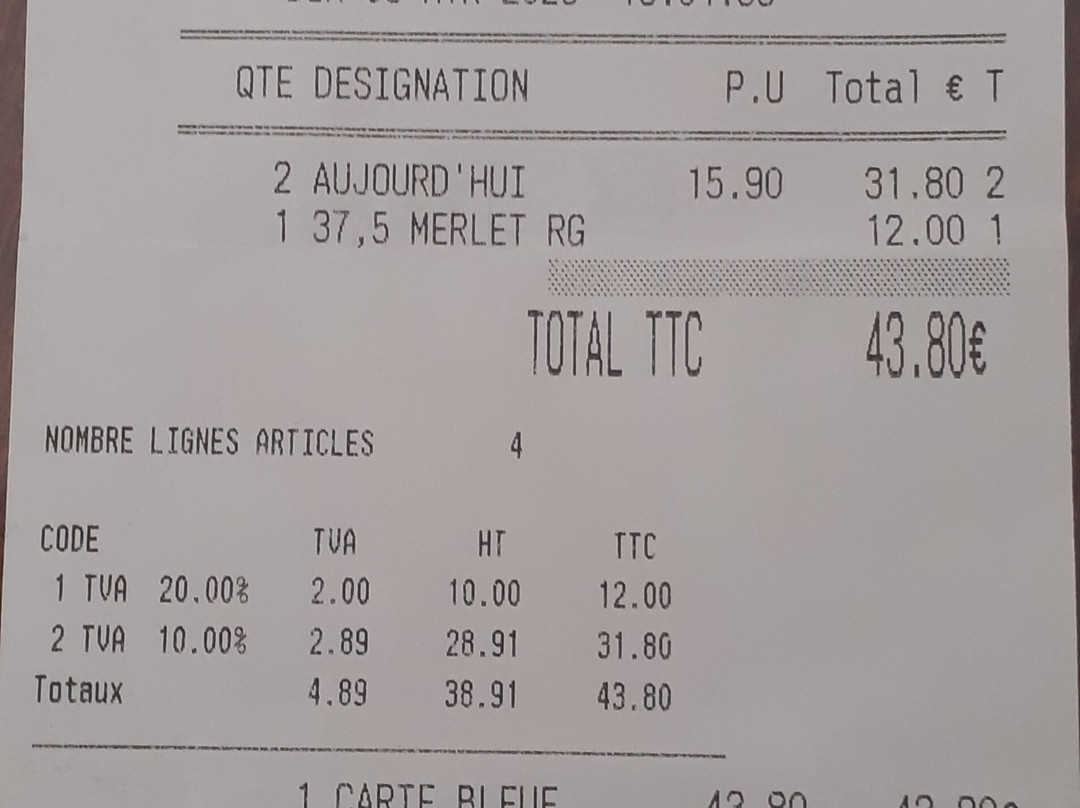 QTE DESIGNATION P.U Total € T
2 AUJOURD'HUI 15.90 31.80 2
1 37,5 MERLET RG 12.00 1
TOTAL TTC 43.80€
NOMBRE LIGNES ARTICLES 4
CODE TVA HT TTC
1 TVA 20.00% 2.00 10.00 12.00
2 TVA 10.00% 2.89 28.91 31.80
Totaux 4.89 38.91 43.80
1 CARTE BLEUE